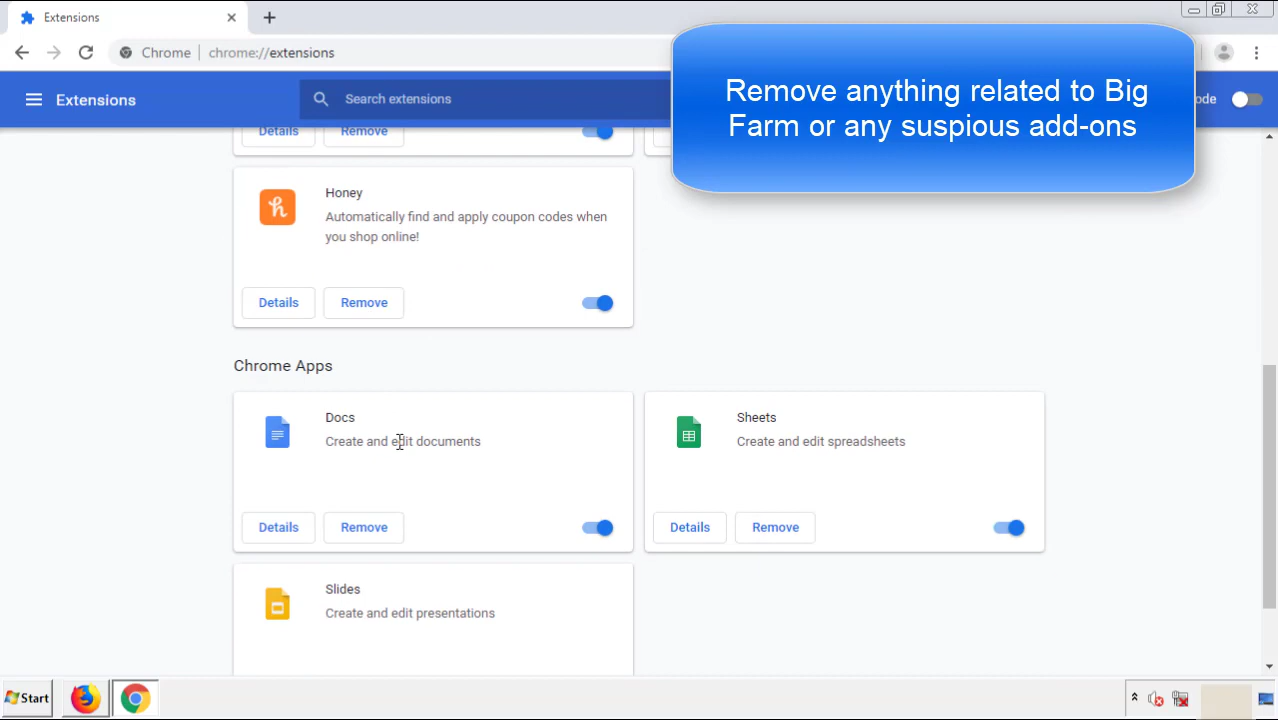 Extensions
Chrome chrome://extensions
Extensions
Search extensions
ode
Remove anything related to Big
Farm or any suspious add-ons
Details Remove
Honey
Automatically find and apply coupon codes when
you shop online!
Details Remove
Chrome Apps
Docs
Create and edit documents
Details Remove
Sheets
Create and edit spreadsheets
Details Remove
Slides
Create and edit presentations
Start